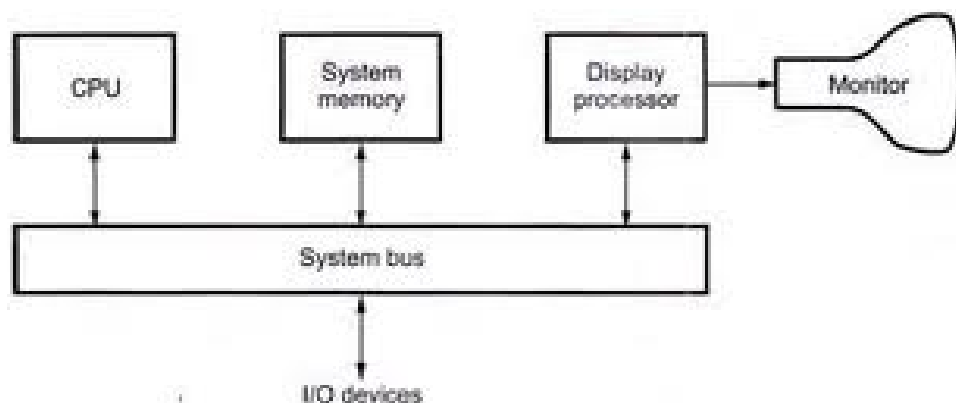 CPU
System
memory
Display
processor
Monitor
System bus
I/O devices